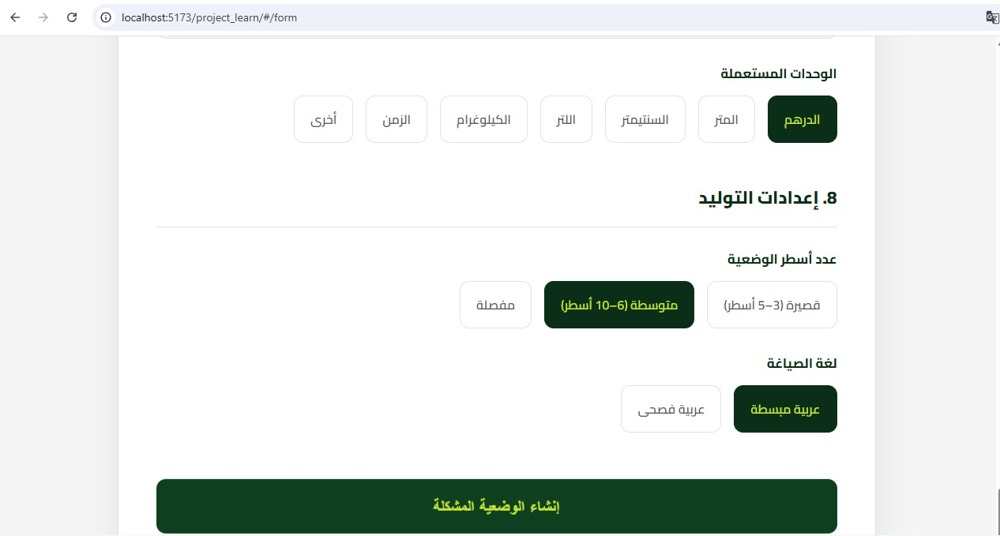 localhost:5173/project_learn/#/form
الوحدات المستعملة
الدرهم المتر السنتيمتر اللتر الكيلوغرام الزمن أخرى
8. إعدادات التوليد
عدد أسطر الوضعية
قصيرة (3–5 أسطر) متوسطة (6–10 أسطر) مفصلة
لغة الصياغة
عربية مبسطة عربية فصحى
إنشاء الوضعية المشكلة